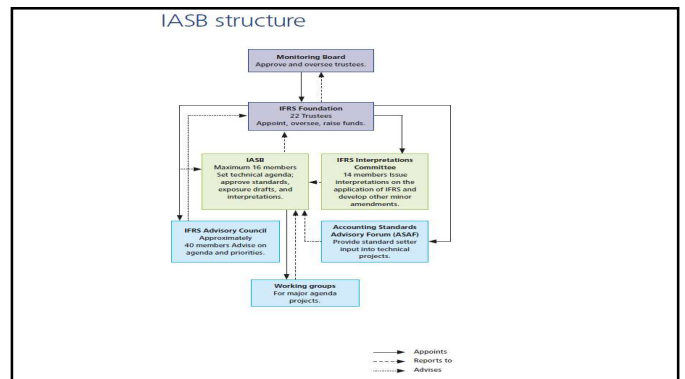 IASB structure
Monitoring Board
Approve and oversee trustees.
IFRS Foundation
22 Trustees
Appoint, oversee, raise funds.
IASB
Maximum 16 members
Set technical agenda;
approve standards,
exposure drafts, and
interpretations.
IFRS Interpretations
Committee
14 members Issue
interpretations on the
application of IFRS and
develop other minor
amendments.
IFRS Advisory Council
Approximately
40 members Advise on
agenda and priorities.
Accounting Standards
Advisory Forum (ASAF)
Provide standard setter
input into technical
projects.
Working groups
For major agenda
projects.
Appoints
Reports to
Advises